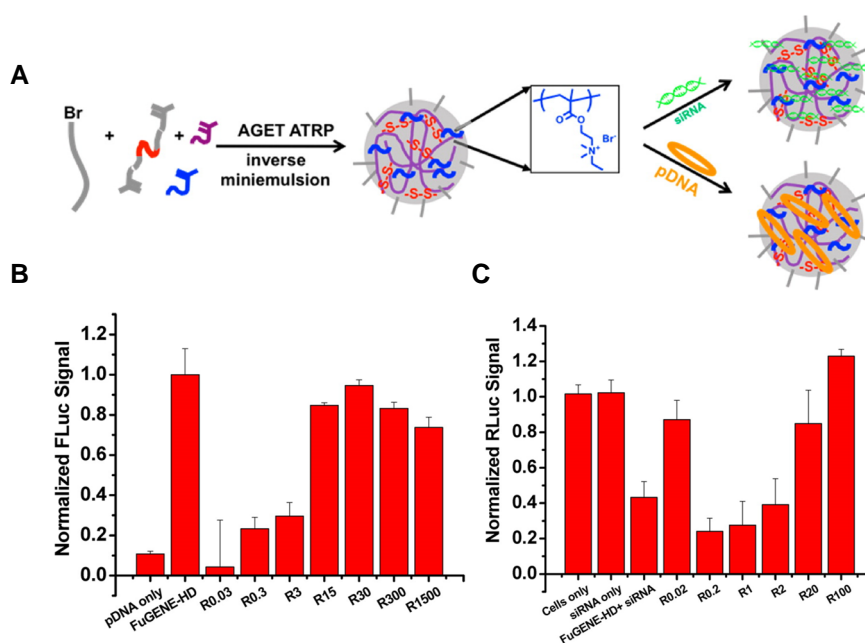 A
Br
+
+
AGET ATRP
inverse
miniemulsion
-S-S-
-S-S-
-S-S-
-S-S-
O
O
N+
Br-
siRNA
pDNA
-S-S-
-S-S-
B
Normalized FLuc Signal
1.2
1.0
0.8
0.6
0.4
0.2
0.0
pDNA only
FuGENE-HD
R0.03
R0.3
R3
R15
R30
R300
R1500
C
Normalized RLuc Signal
1.4
1.2
1.0
0.8
0.6
0.4
0.2
0.0
Cells only
siRNA only
FuGENE-HD+ siRNA
R0.02
R0.2
R1
R2
R20
R100